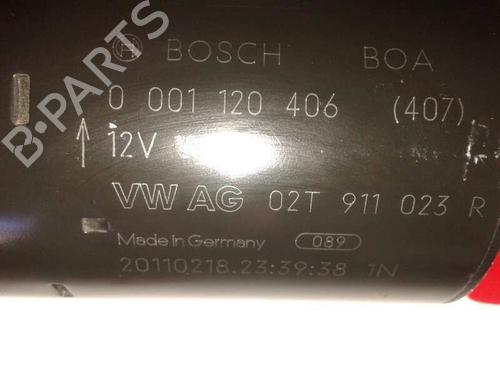 BOSCH BOA
0 001 120 406 (407)
12V
VW AG 02T 911 023 R
Made In Germany 089
20110218.23:39:38 1N
B-PARTS